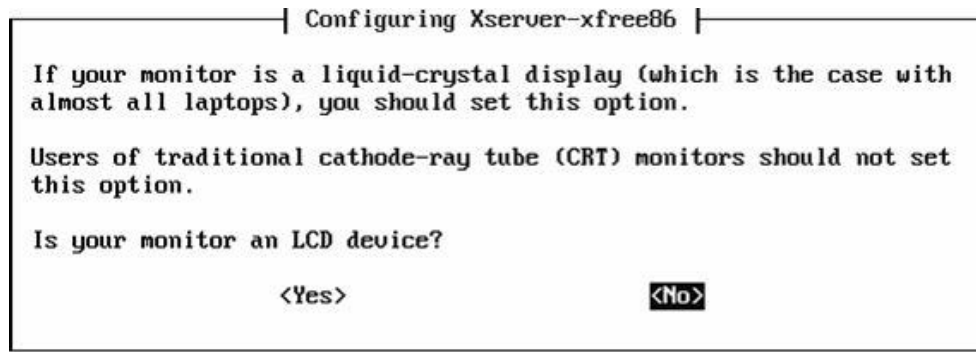 Configuring Xserver-xfree86
If your monitor is a liquid-crystal display (which is the case with
almost all laptops), you should set this option.
Users of traditional cathode-ray tube (CRT) monitors should not set
this option.
Is your monitor an LCD device?
<Yes> <No>